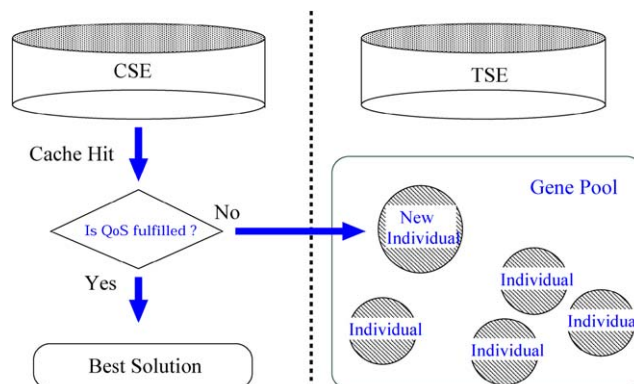 CSE
TSE
Cache Hit
Is QoS fulfilled ?
No
Yes
Best Solution
Gene Pool
New
Individual
Individual
Individual
Individual
Individual